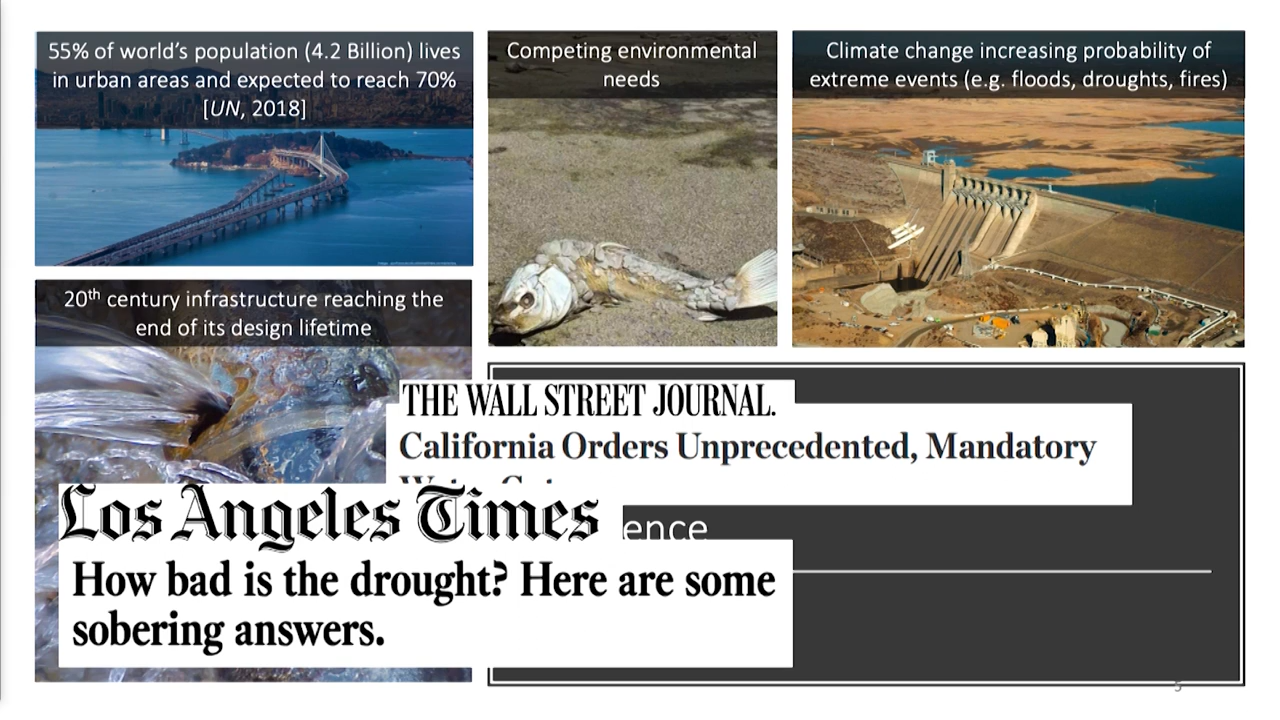 55% of world's population (4.2 Billion) lives
in urban areas and expected to reach 70%
[UN, 2018]
Competing environmental
needs
Climate change increasing probability of
extreme events (e.g. floods, droughts, fires)
20th century infrastructure reaching the
end of its design lifetime
THE WALL STREET JOURNAL.
California Orders Unprecedented, Mandatory
Los Angeles Times
ence
How bad is the drought? Here are some
sobering answers.
5